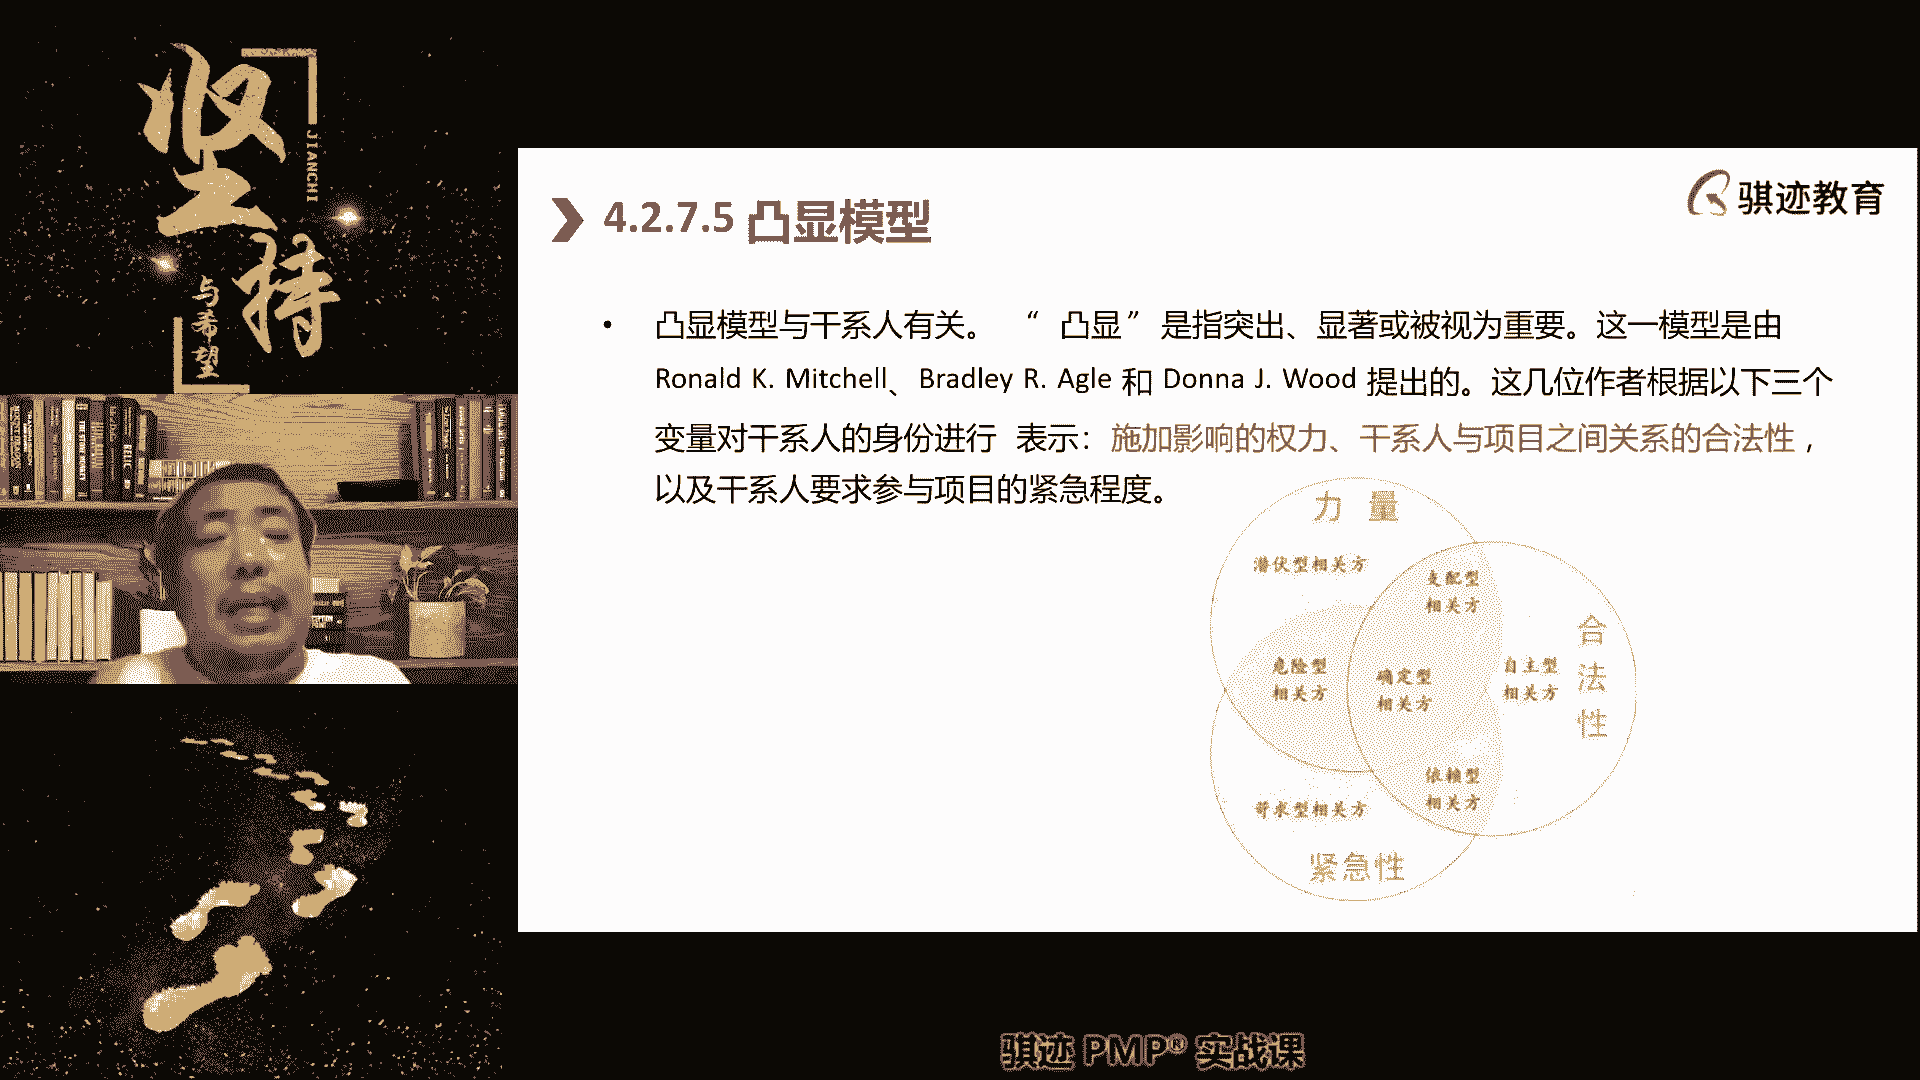 坚持
JIANCHI
与希望
骐迹教育
4.2.7.5 凸显模型
• 凸显模型与干系人有关。 “ 凸显” 是指突出、显著或被视为重要。这一模型是由
Ronald K. Mitchell、Bradley R. Agle 和 Donna J. Wood 提出的。这几位作者根据以下三个
变量对干系人的身份进行 表示：施加影响的权力、干系人与项目之间关系的合法性，
以及干系人要求参与项目的紧急程度。
力 量
潜伏型相关方
支配型
相关方
合法性
危险型
相关方
确定型
相关方
自主型
相关方
依赖型
相关方
苛求型相关方
紧急性
骐迹 PMP® 实战课